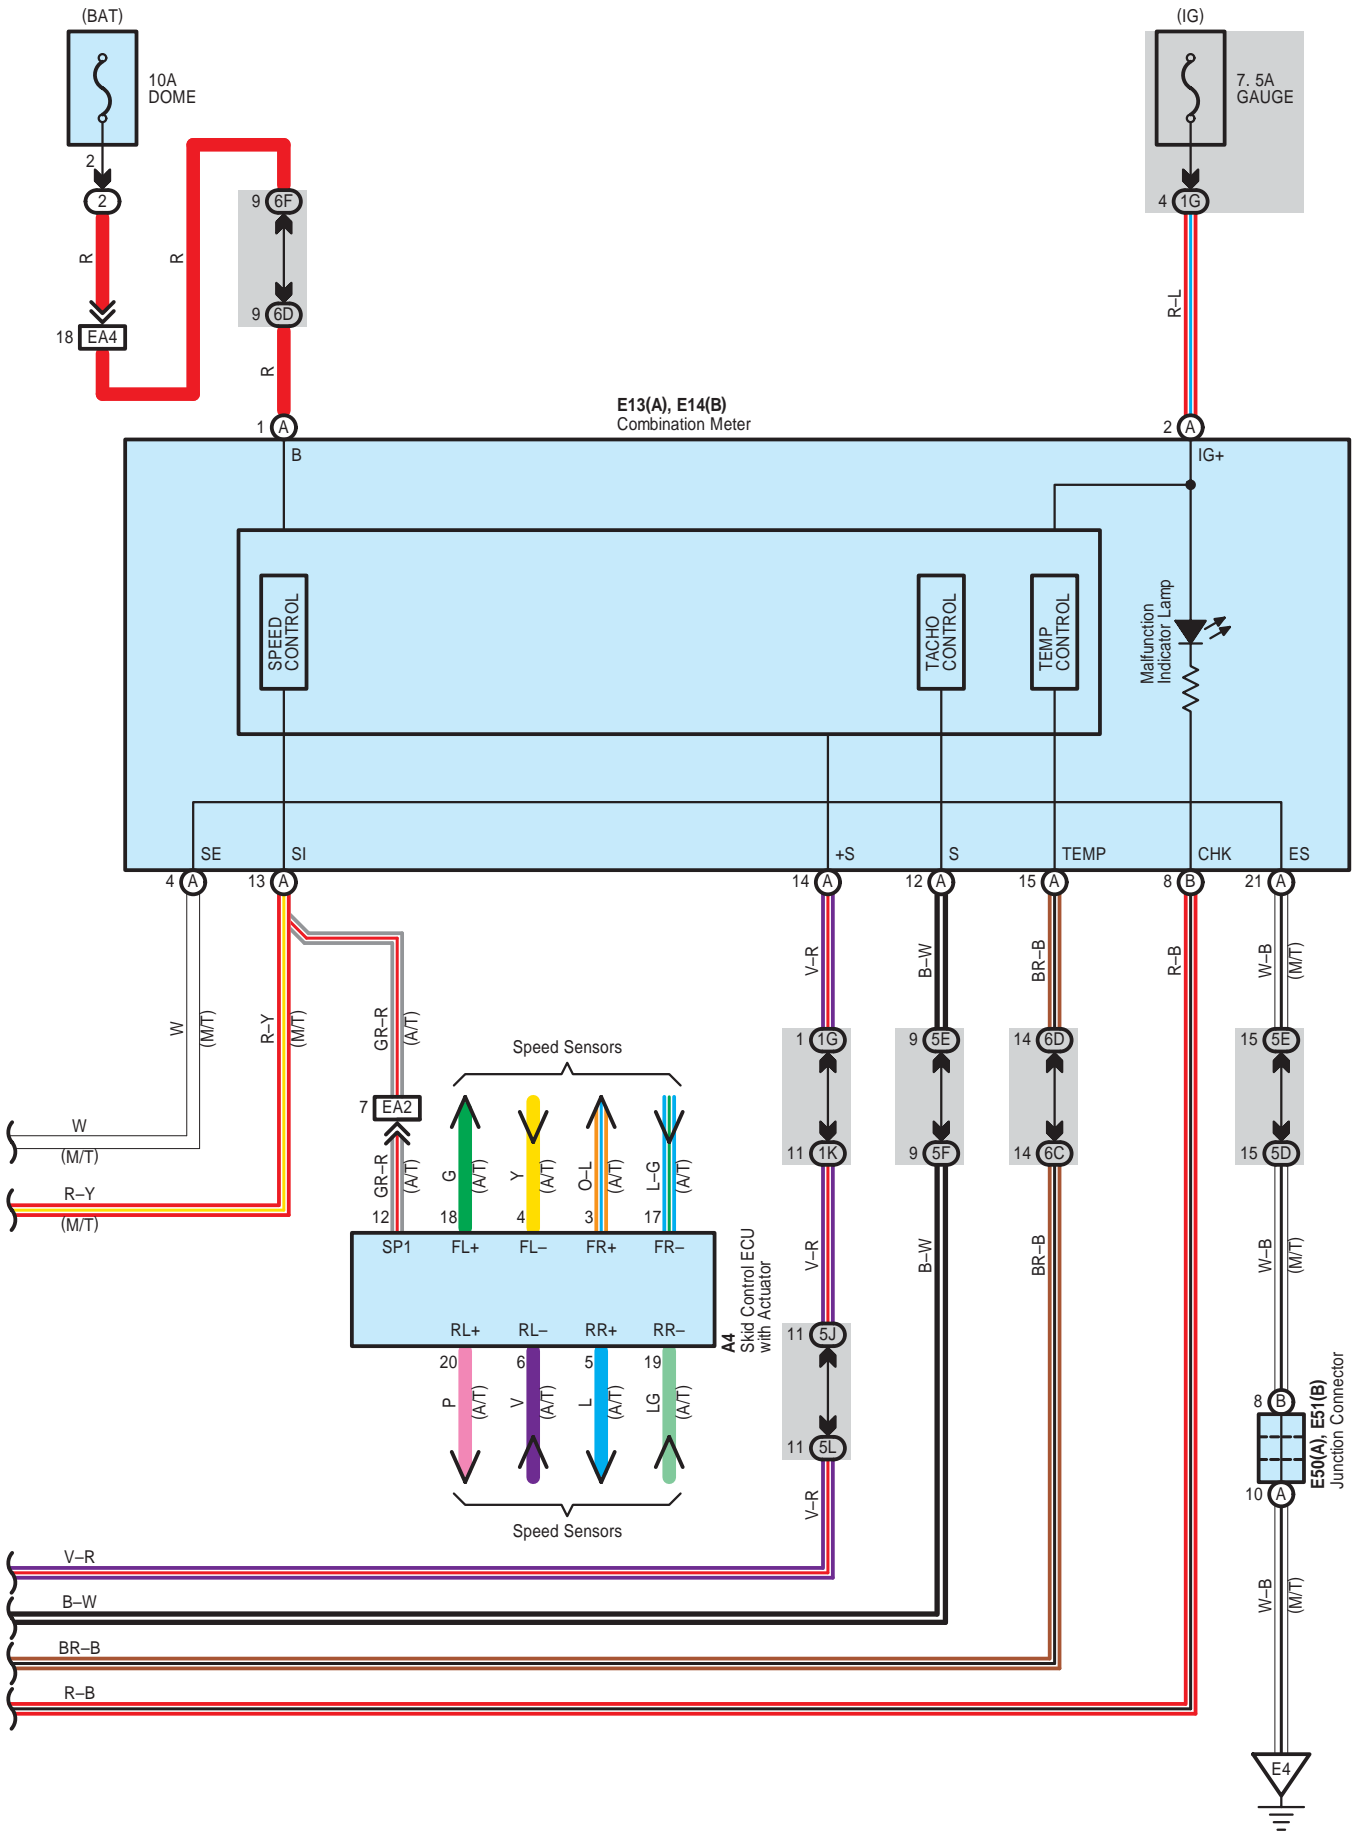 (BAT)
(IG)
10A
DOME
7. 5A
GAUGE
2
2
9 6F
4 1G
R
R
R–L
9 6D
18 EA4
R
E13(A), E14(B)
Combination Meter
1 A
2 A
B
IG+
SPEED
CONTROL
TACHO
CONTROL
TEMP
CONTROL
Malfunction
Indicator Lamp
SE
SI
+S
S
TEMP
CHK
ES
4 A
13 A
14 A
12 A
15 A
8 B
21 A
V–R
B–W
BR–B
R–B
W–B
(M/T)
W
(M/T)
R–Y
(M/T)
GR–R
(A/T)
Speed Sensors
1 1G
9 5E
14 6D
15 5E
7 EA2
W
(M/T)
11 1K
9 5F
14 6C
15 5D
R–Y
(M/T)
GR–R
(A/T)
G
(A/T)
Y
(A/T)
O–L
(A/T)
L–G
(A/T)
12
18
4
3
17
SP1
FL+
FL–
FR+
FR–
V–R
B–W
BR–B
W–B
(M/T)
RL+
RL–
RR+
RR–
A4
Skid Control ECU
with Actuator
11 5J
20
6
5
19
P
(A/T)
V
(A/T)
L
(A/T)
LG
(A/T)
8 B
E50(A), E51(B)
Junction Connector
11 5L
10 A
Speed Sensors
V–R
V–R
B–W
W–B
(M/T)
BR–B
R–B
E4